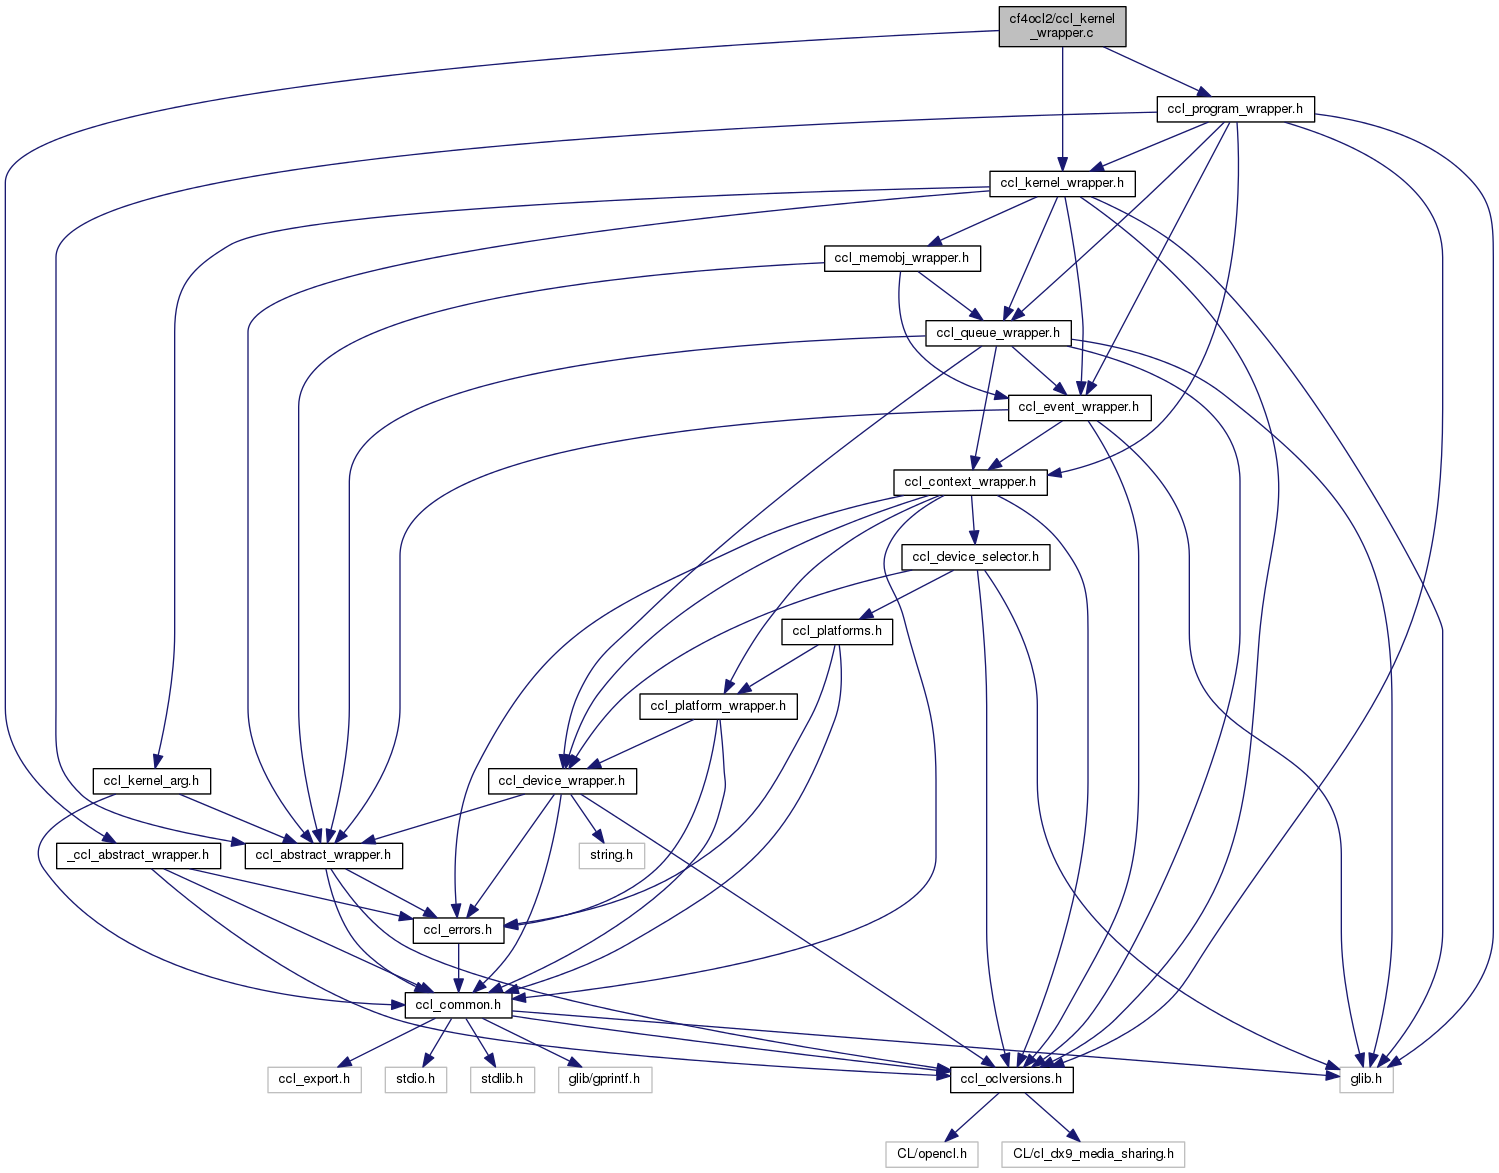 cf4ocl2/ccl_kernel
_wrapper.c
ccl_program_wrapper.h
ccl_kernel_wrapper.h
ccl_memobj_wrapper.h
ccl_queue_wrapper.h
ccl_event_wrapper.h
ccl_context_wrapper.h
ccl_device_selector.h
ccl_platforms.h
ccl_platform_wrapper.h
ccl_kernel_arg.h
ccl_device_wrapper.h
_ccl_abstract_wrapper.h
ccl_abstract_wrapper.h
string.h
ccl_errors.h
ccl_common.h
ccl_export.h
stdio.h
stdlib.h
glib/gprintf.h
ccl_oclversions.h
glib.h
CL/opencl.h
CL/cl_dx9_media_sharing.h